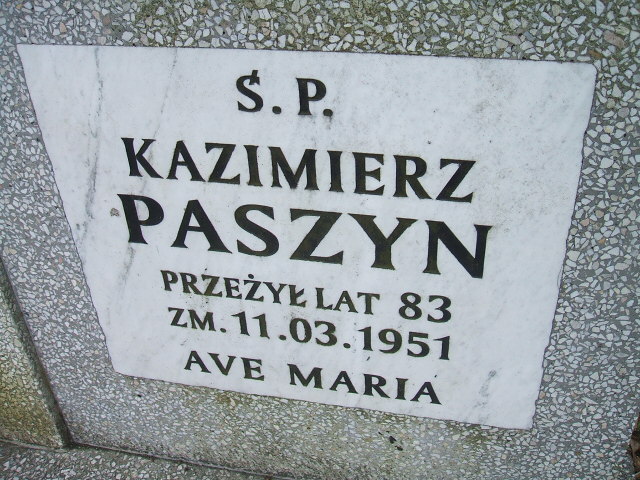 Ś.P.
KAZIMIERZ
PASZYN
PRZEŻYŁ LAT 83
ZM. 11.03.1951
AVE MARIA